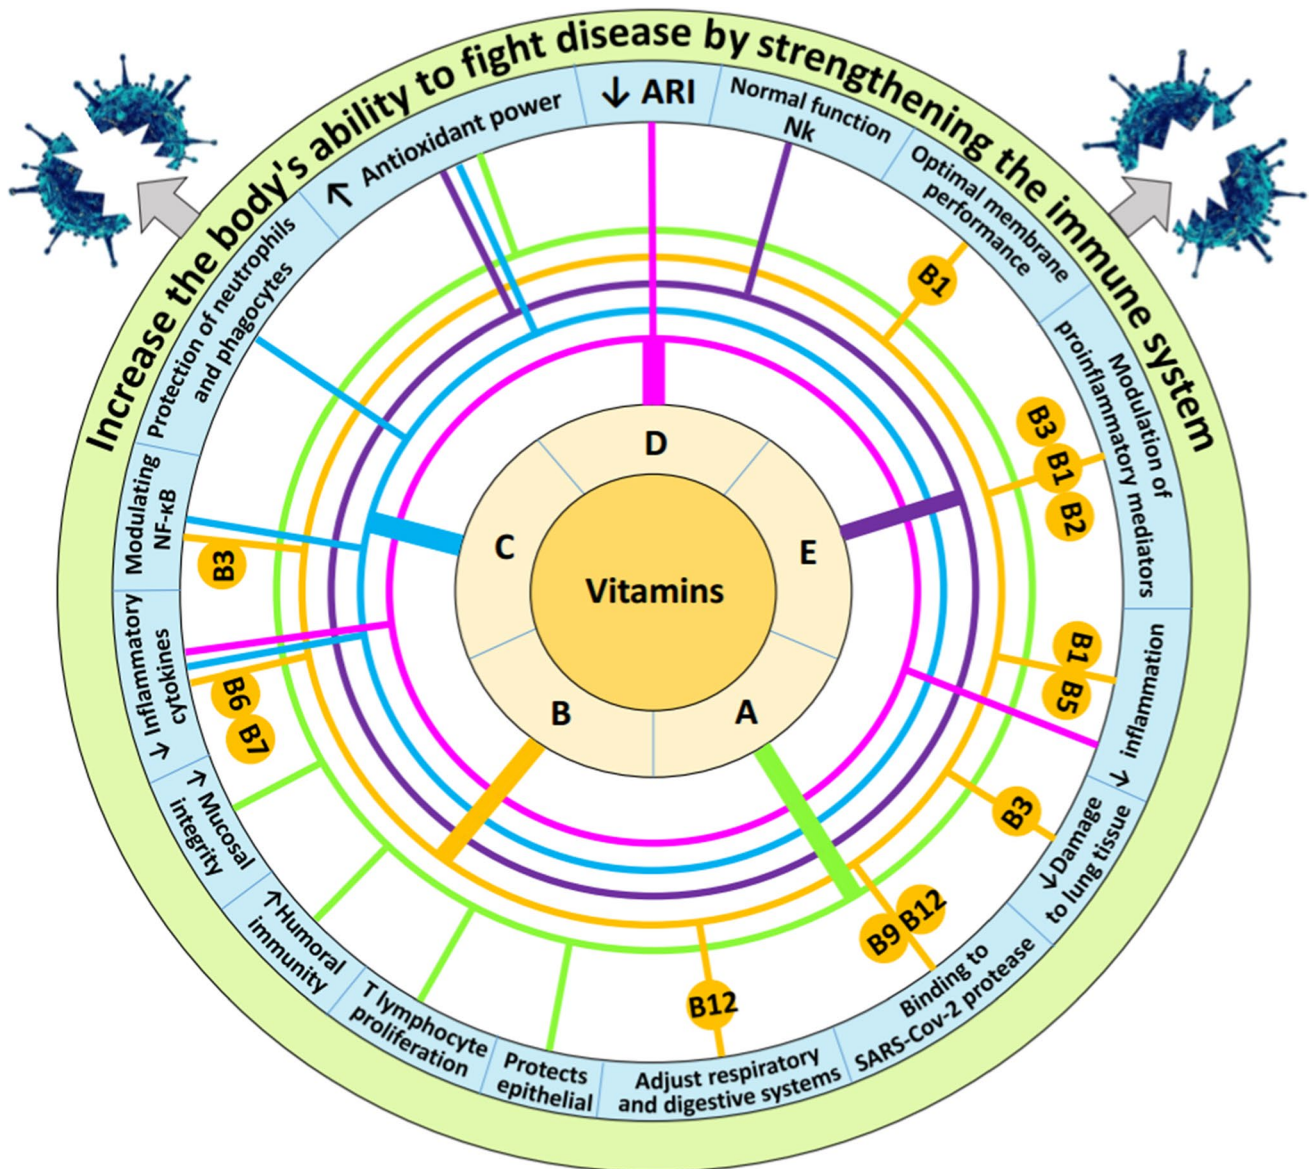 Increase the body's ability to fight disease by strengthening the immune system
↓ ARI
Normal function
Nk
Optimal membrane
performance
Modulation of
proinflammatory mediators
↓ inflammation
↓Damage
to lung tissue
Binding to
SARS-Cov-2 protease
Adjust respiratory
and digestive systems
Protects
epithelial
T lymphocyte
proliferation
↑Humoral
immunity
↑ Mucosal
integrity
↓ Inflammatory
cytokines
Modulating
NF-κB
Protection of neutrophils
and phagocytes
↑ Antioxidant power
B1
B3
B1
B2
B1
B5
B3
B12
B9
B12
B7
B6
B3
D
E
A
B
C
Vitamins